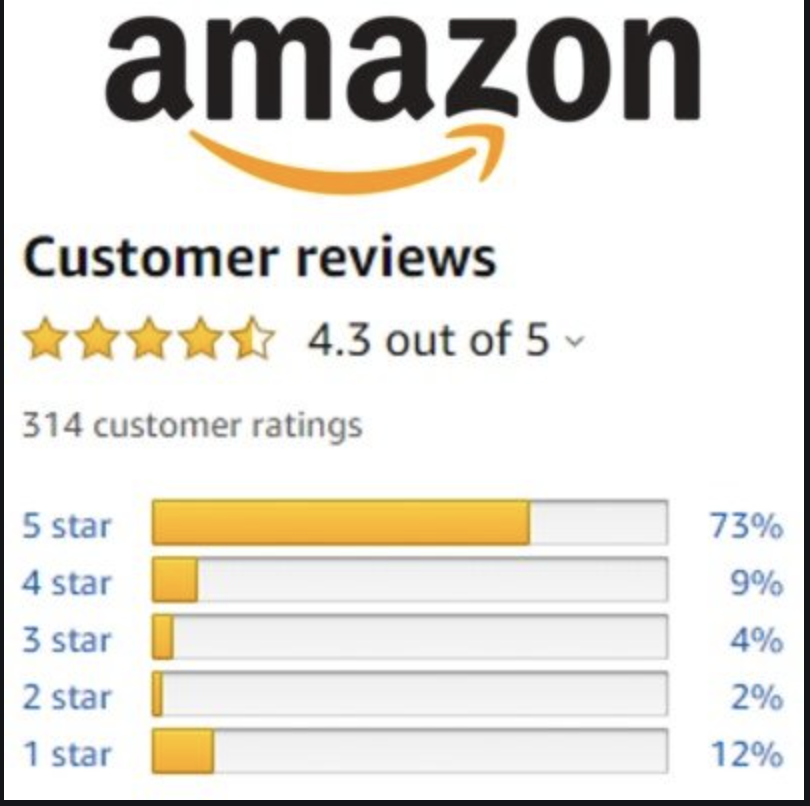 amazon
Customer reviews
4.3 out of 5
314 customer ratings
5 star 73%
4 star 9%
3 star 4%
2 star 2%
1 star 12%